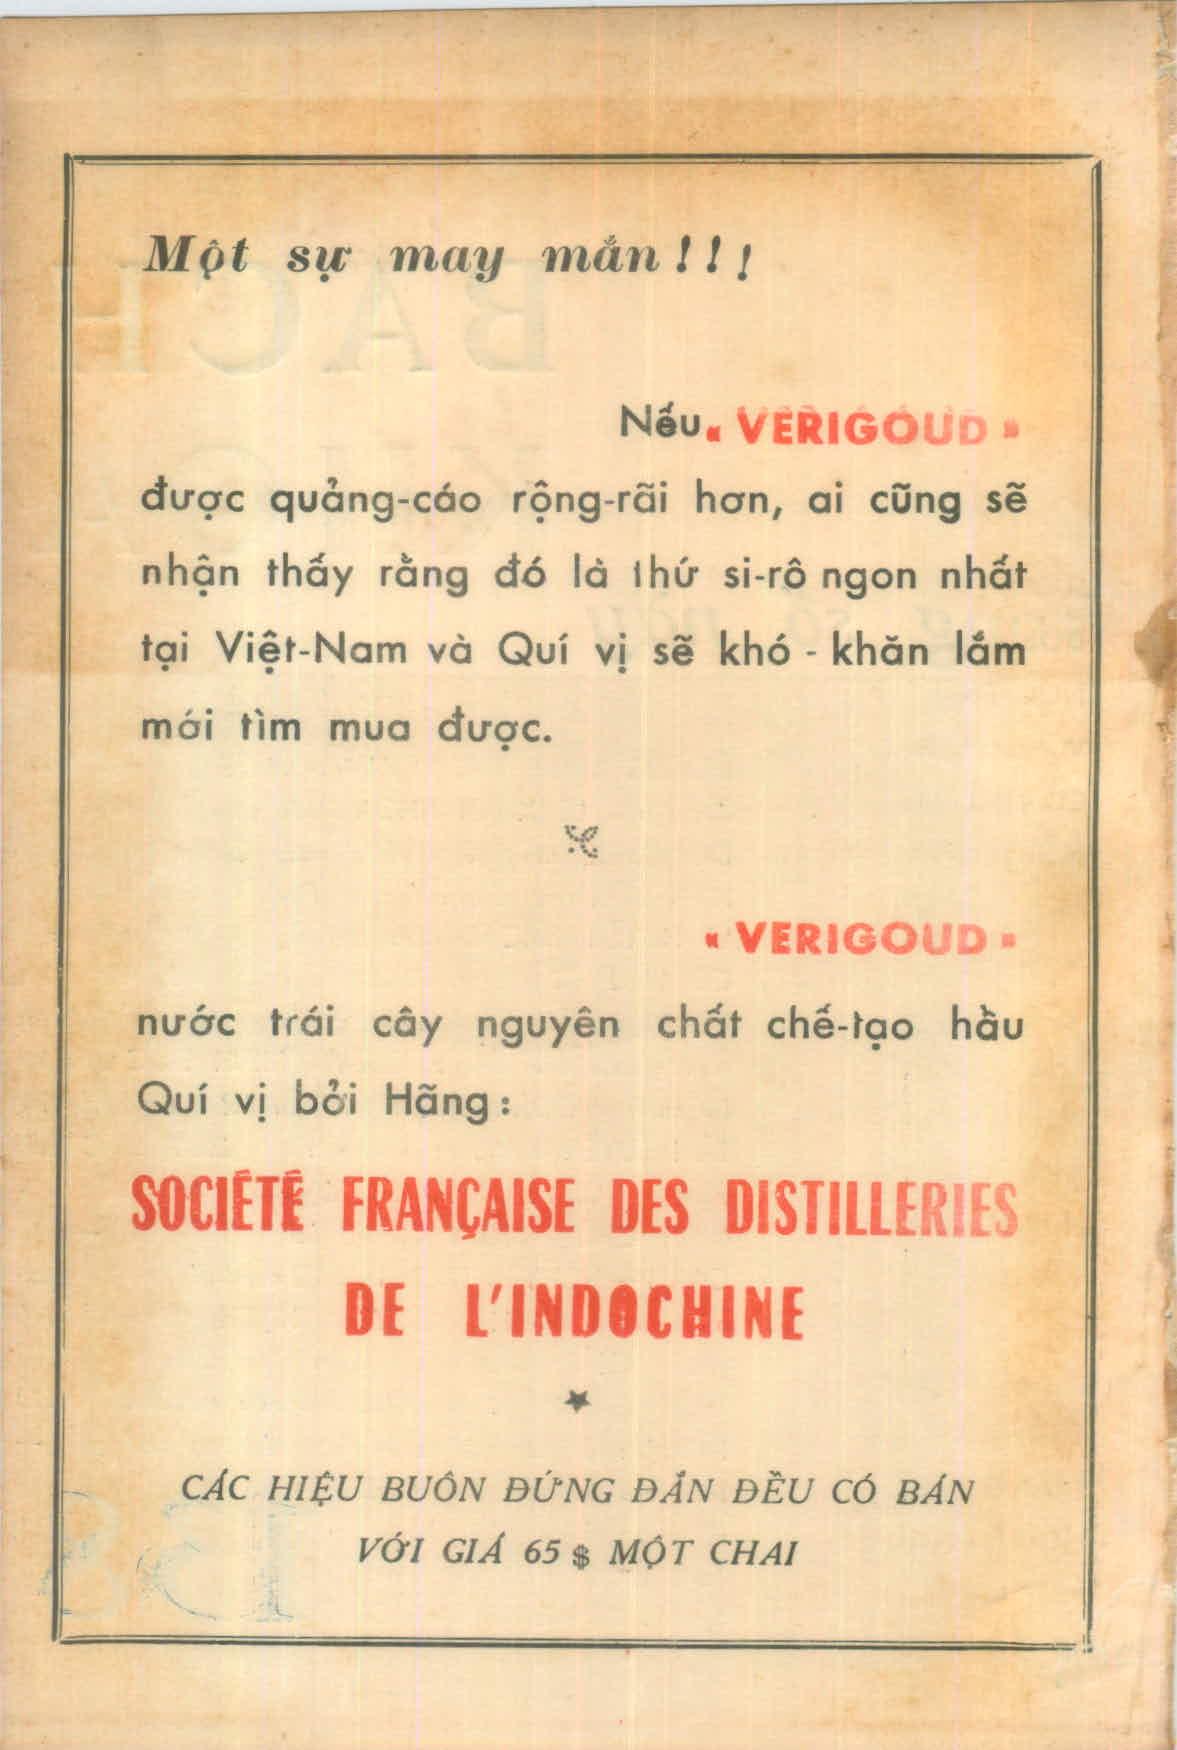 Một sự may mắn!!!
Nếu « VERIGOUD »
được quảng-cáo rộng-rãi hơn, ai cũng sẽ
nhận thấy rằng đó là thứ si-rô ngon nhất
tại Việt-Nam và Quí vị sẽ khó - khăn lắm
mới tìm mua được.
« VERIGOUD »
nước trái cây nguyên chất chế-tạo hầu
Quí vị bởi Hãng :
SOCIÉTÉ FRANÇAISE DES DISTILLERIES
DE L'INDOCHINE
CÁC HIỆU BUÔN ĐỨNG ĐẮN ĐỀU CÓ BÁN
VỚI GIÁ 65 $ MỘT CHAI